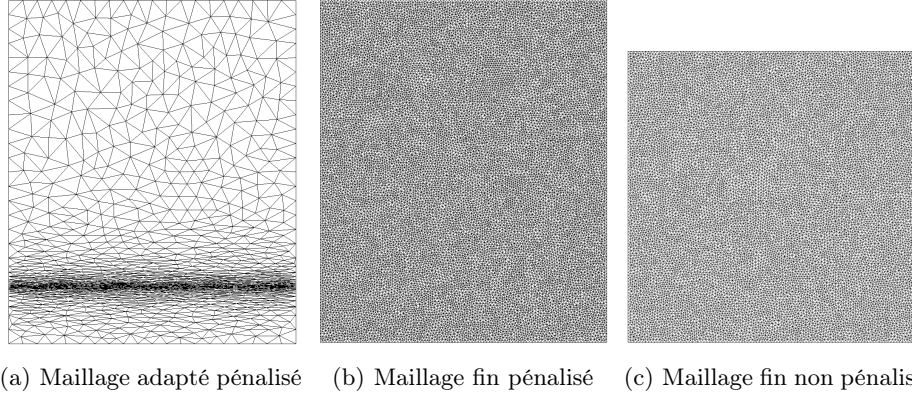 (a) Maillage adapté pénalisé
(b) Maillage fin pénalisé
(c) Maillage fin non pénalis